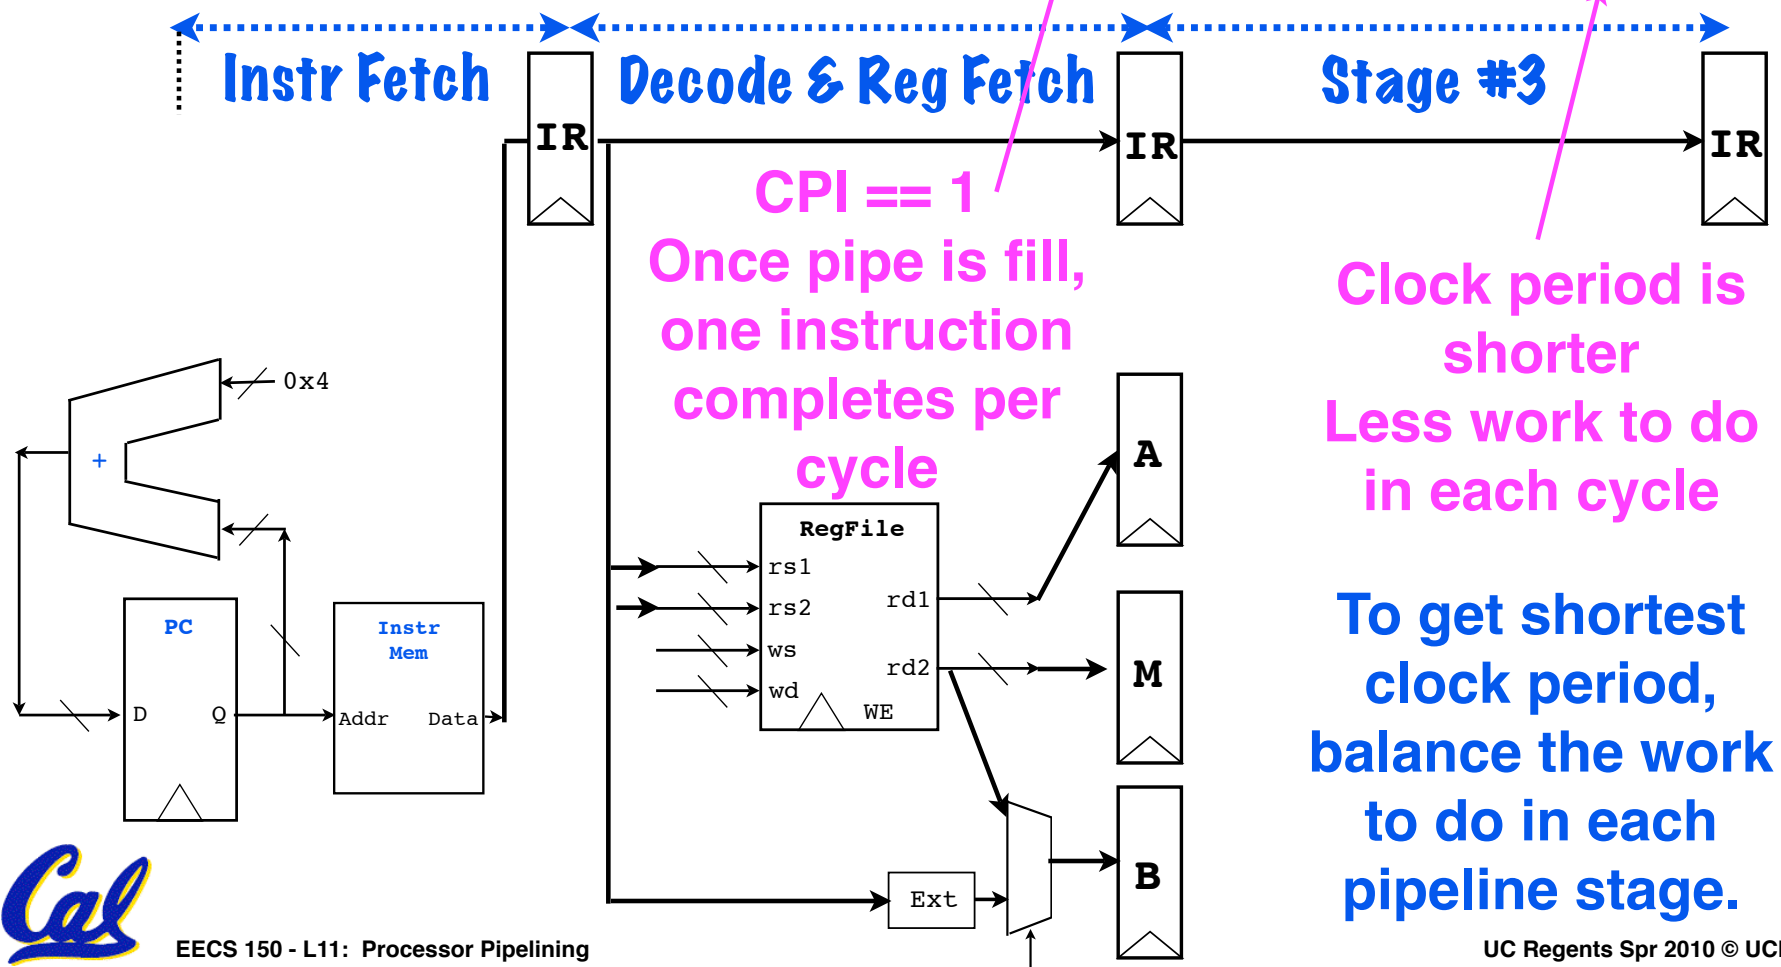 Instr Fetch
Decode & Reg Fetch
Stage #3
IR
IR
IR
CPI == 1
Once pipe is fill,
one instruction
completes per
cycle
Clock period is
shorter
Less work to do
in each cycle
To get shortest
clock period,
balance the work
to do in each
pipeline stage.
0x4
+
PC
D
Q
Instr
Mem
Addr
Data
RegFile
rs1
rs2
ws
wd
rd1
rd2
WE
A
M
B
Ext
Cal
EECS 150 - L11: Processor Pipelining
UC Regents Spr 2010 © UCB